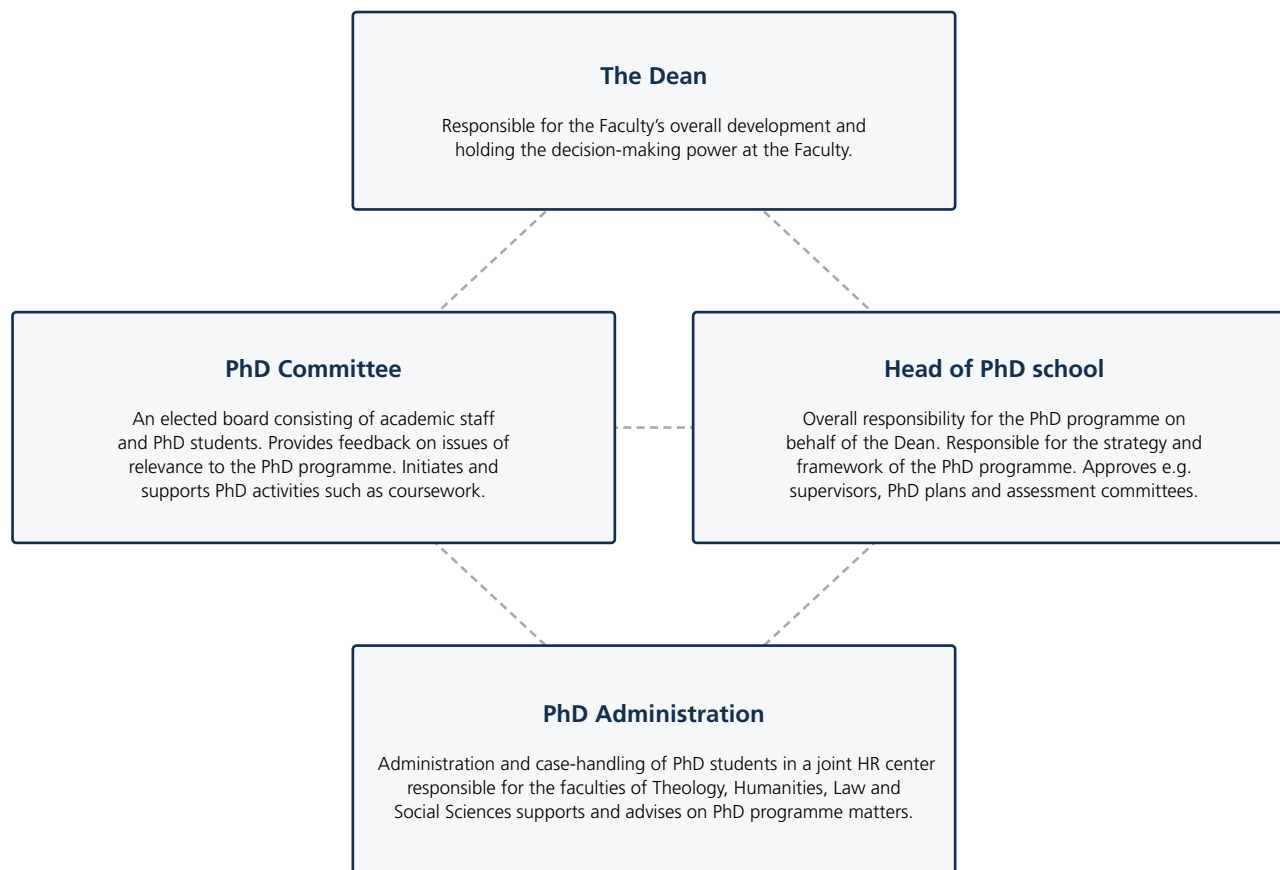 The Dean
Responsible for the Faculty’s overall development and
holding the decision-making power at the Faculty.
PhD Committee
An elected board consisting of academic staff
and PhD students. Provides feedback on issues of
relevance to the PhD programme. Initiates and
supports PhD activities such as coursework.
Head of PhD school
Overall responsibility for the PhD programme on
behalf of the Dean. Responsible for the strategy and
framework of the PhD programme. Approves e.g.
supervisors, PhD plans and assessment committees.
PhD Administration
Administration and case-handling of PhD students in a joint HR center
responsible for the faculties of Theology, Humanities, Law and
Social Sciences supports and advises on PhD programme matters.